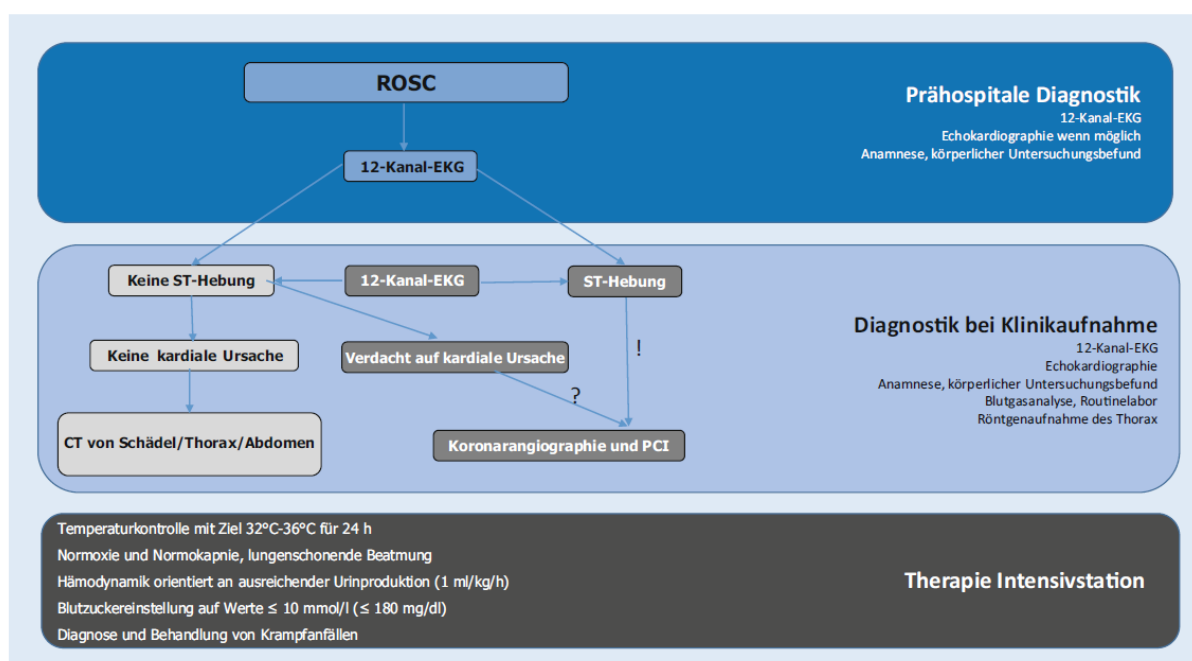 ROSC
Prähospitale Diagnostik
12-Kanal-EKG
Echokardiographie wenn möglich
Anamnese, körperlicher Untersuchungsbefund
12-Kanal-EKG
Keine ST-Hebung
12-Kanal-EKG
ST-Hebung
Keine kardiale Ursache
Verdacht auf kardiale Ursache
!
?
CT von Schädel/Thorax/Abdomen
Koronarangiographie und PCI
Diagnostik bei Klinikaufnahme
12-Kanal-EKG
Echokardiographie
Anamnese, körperlicher Untersuchungsbefund
Blutgasanalyse, Routinelabor
Röntgenaufnahme des Thorax
Temperaturkontrolle mit Ziel 32°C-36°C für 24 h
Normoxie und Normokapnie, lungenschonende Beatmung
Hämodynamik orientiert an ausreichender Urinproduktion (1 ml/kg/h)
Blutzuckereinstellung auf Werte ≤ 10 mmol/l (≤ 180 mg/dl)
Diagnose und Behandlung von Krampfanfällen
Therapie Intensivstation